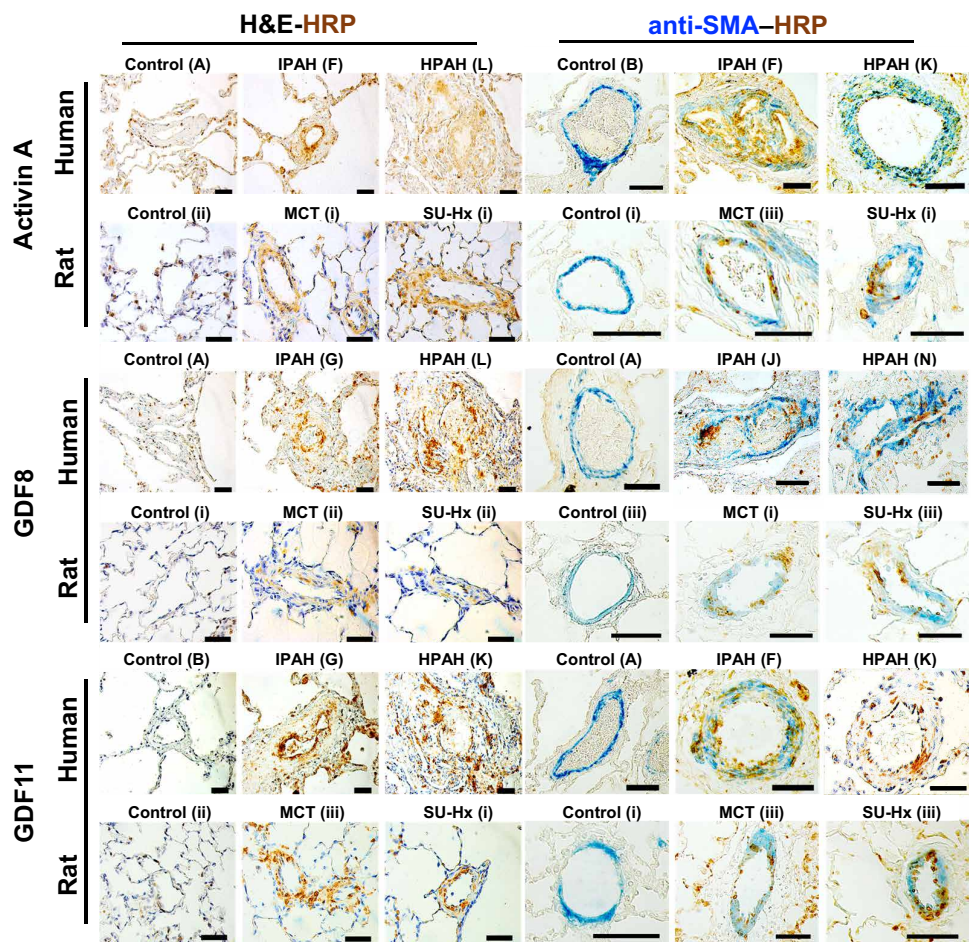 H&E-HRP anti-SMA–HRP
Control (A) IPAH (F) HPAH (L) Control (B) IPAH (F) HPAH (K)
Activin A
Human
Control (ii) MCT (i) SU-Hx (i) Control (i) MCT (iii) SU-Hx (i)
Rat
Control (A) IPAH (G) HPAH (L) Control (A) IPAH (J) HPAH (N)
GDF8
Human
Control (i) MCT (ii) SU-Hx (ii) Control (iii) MCT (i) SU-Hx (iii)
Rat
Control (B) IPAH (G) HPAH (K) Control (A) IPAH (F) HPAH (K)
GDF11
Human
Control (ii) MCT (iii) SU-Hx (i) Control (i) MCT (iii) SU-Hx (iii)
Rat